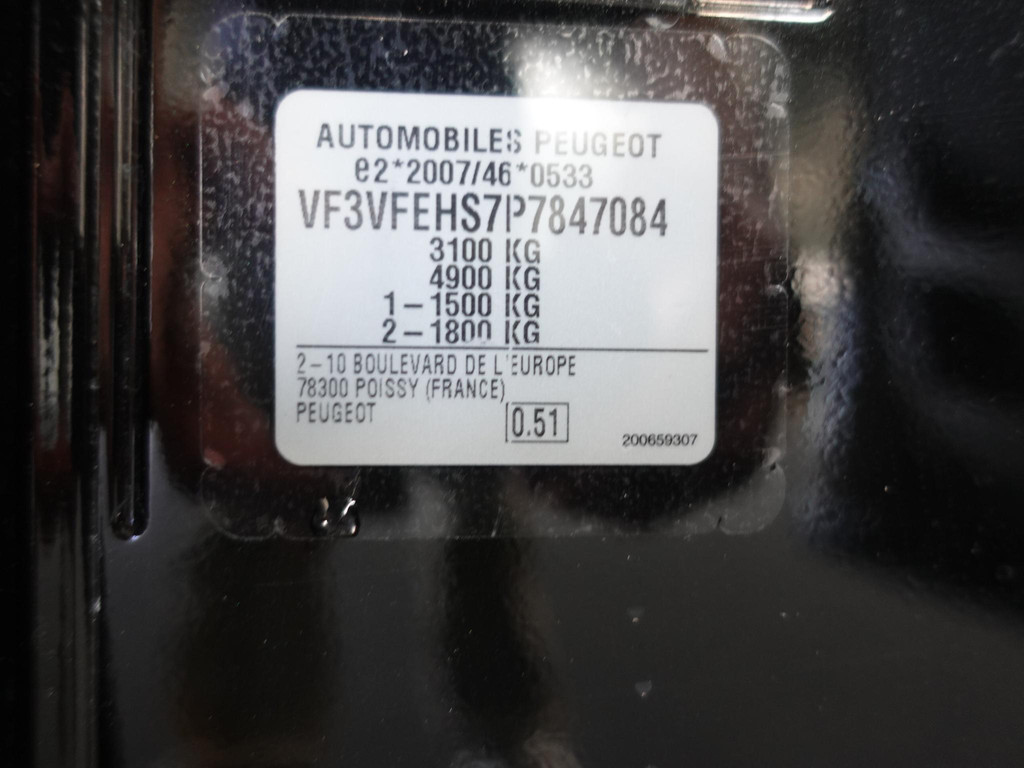 AUTOMOBILES PEUGEOT
e2*2007/46*0533
VF3VFEHS7P7847084
3100 KG
4900 KG
1-1500 KG
2-1800 KG
2-10 BOULEVARD DE L'EUROPE
78300 POISSY (FRANCE)
PEUGEOT
0.51
200659307